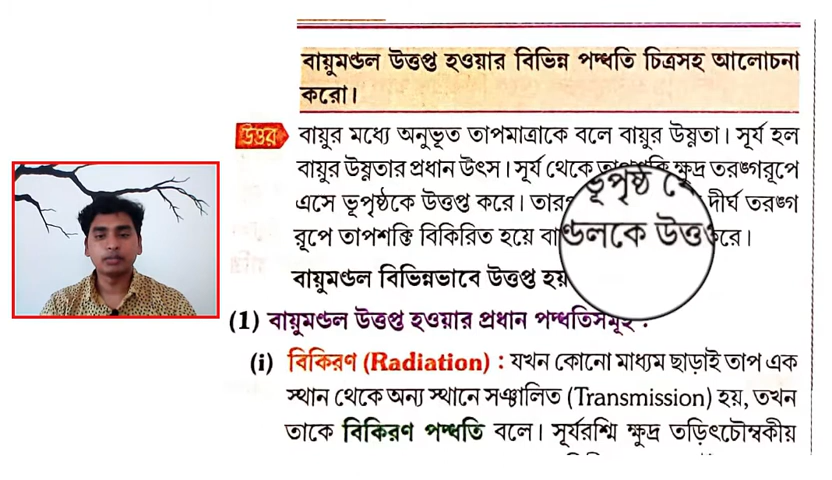 বায়ুমণ্ডল উত্তপ্ত হওয়ার বিভিন্ন পদ্ধতি চিত্রসহ আলোচনা
করো।
উত্তর বায়ুর মধ্যে অনুভূত তাপমাত্রাকে বলে বায়ুর উষ্ণতা। সূর্য হল
বায়ুর উষ্ণতার প্রধান উৎস। সূর্য থেকে ক্ষুদ্র তরঙ্গরূপে
এসে ভূপৃষ্ঠকে উত্তপ্ত করে। ভূপৃষ্ঠ দীর্ঘ তরঙ্গ
রূপে তাপশক্তি বিকিরিত হয়ে
বায়ুমণ্ডল বিভিন্নভাবে উত্তপ্ত হয়
(1) বায়ুমণ্ডল উত্তপ্ত হওয়ার প্রধান পদ্ধতিসমূহ :
(i) বিকিরণ (Radiation) : যখন কোনো মাধ্যম ছাড়াই তাপ এক
স্থান থেকে অন্য স্থানে সঞ্চালিত (Transmission) হয়, তখন
তাকে বিকিরণ পদ্ধতি বলে। সূর্যরশ্মি ক্ষুদ্র তড়িৎচৌম্বকীয়